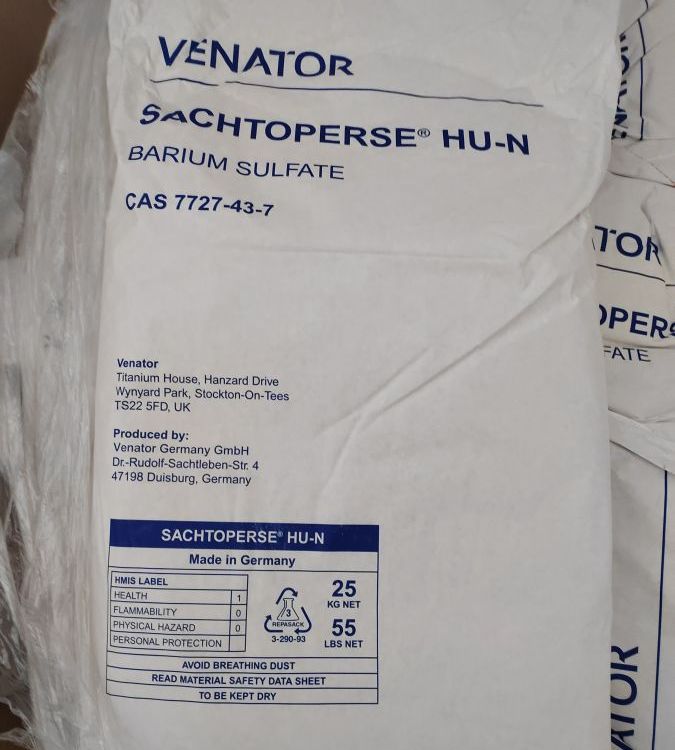 VENATOR
SACHTOPERSE® HU-N
BARIUM SULFATE
CAS 7727-43-7
Venator
Titanium House, Hanzard Drive
Wynyard Park, Stockton-On-Tees
TS22 5FD, UK
Produced by:
Venator Germany GmbH
Dr.-Rudolf-Sachtleben-Str. 4
47198 Duisburg, Germany
SACHTOPERSE® HU-N
Made in Germany
HMIS LABEL
HEALTH 1
FLAMMABILITY 0
PHYSICAL HAZARD 0
PERSONAL PROTECTION
3
REPASACK
3-290-93
25
KG NET
55
LBS NET
AVOID BREATHING DUST
READ MATERIAL SAFETY DATA SHEET
TO BE KEPT DRY
TOR
OPERS
FATE
ATOR